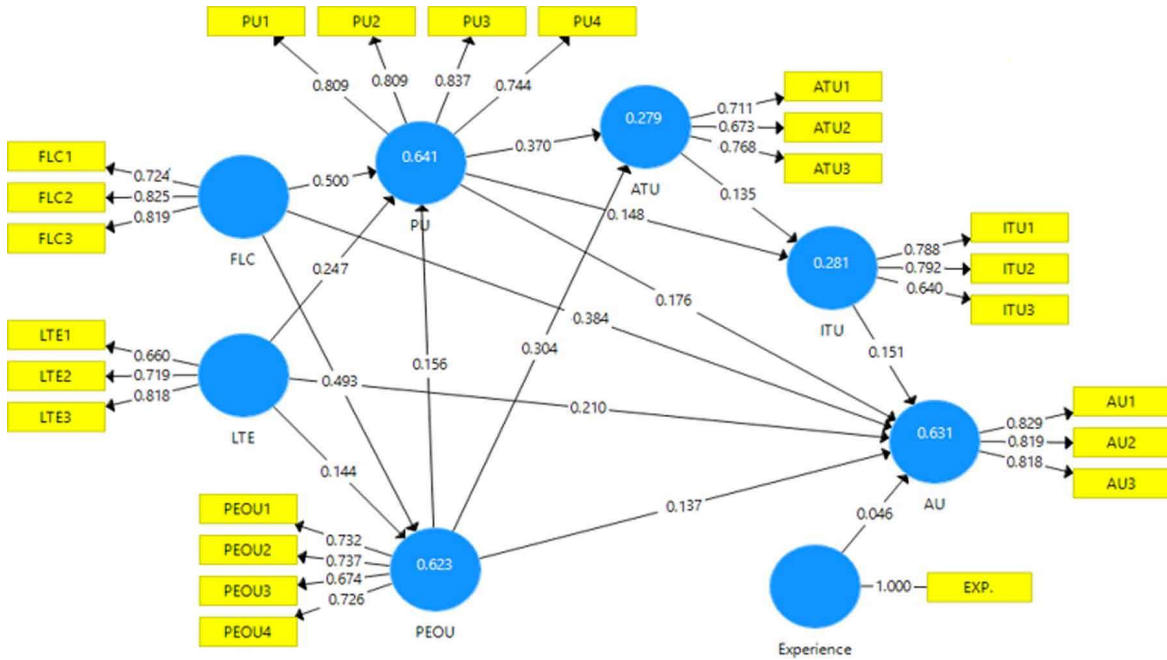 PU1 PU2 PU3 PU4
0.809 0.809 0.837 0.744
ATU1
ATU2
ATU3
0.711
0.673
0.768
0.279
ATU
0.641
PU
0.370
FLC1
FLC2
FLC3
0.724
0.825
0.819
FLC
0.500
0.135
0.148
ITU1
ITU2
ITU3
0.788
0.792
0.640
0.281
ITU
0.247
0.176
0.384
0.304
0.156
0.151
LTE1
LTE2
LTE3
0.660
0.719
0.818
LTE
0.493
0.210
0.144
AU1
AU2
AU3
0.829
0.819
0.818
0.631
AU
PEOU1
PEOU2
PEOU3
PEOU4
0.732
0.737
0.674
0.726
0.623
PEOU
0.137
0.046
1.000
EXP.
Experience